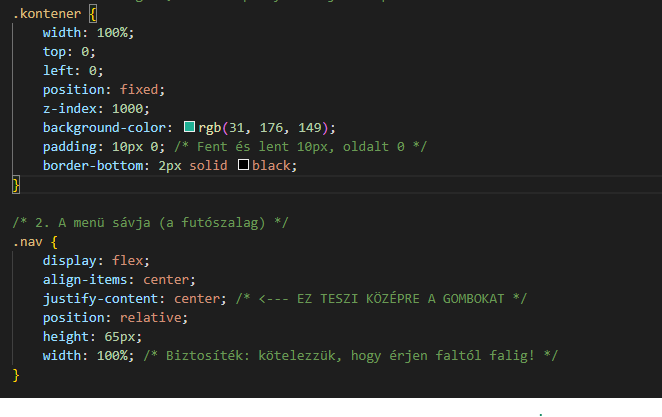 .kontener {
width: 100%;
top: 0;
left: 0;
position: fixed;
z-index: 1000;
background-color: rgb(31, 176, 149);
padding: 10px 0; /* Fent és lent 10px, oldalt 0 */
border-bottom: 2px solid black;
}
/* 2. A menü sávja (a futószalag) */
.nav {
display: flex;
align-items: center;
justify-content: center; /* <--- EZ TESZI KÖZÉPRE A GOMBOKAT */
position: relative;
height: 65px;
width: 100%; /* Biztosíték: kötelezzük, hogy érjen faltól falig! */
}